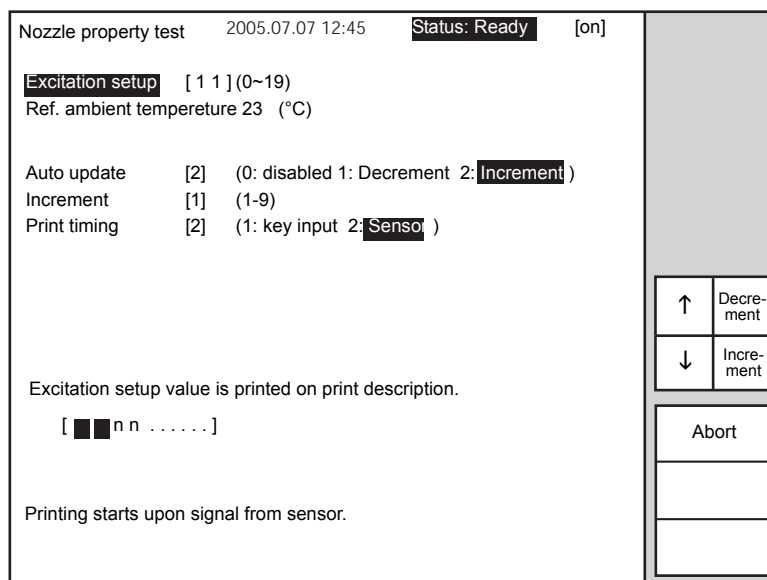 Nozzle property test 2005.07.07 12:45 Status: Ready [on]
Excitation setup [ 1 1 ] (0~19)
Ref. ambient tempereture 23 (°C)
Auto update [2] (0: disabled 1: Decrement 2: Increment )
Increment [1] (1-9)
Print timing [2] (1: key input 2: Sensor )
↑ Decre-
ment
↓ Incre-
ment
Excitation setup value is printed on print description.
[ ■ ■ n n . . . . . . ]
Abort
Printing starts upon signal from sensor.